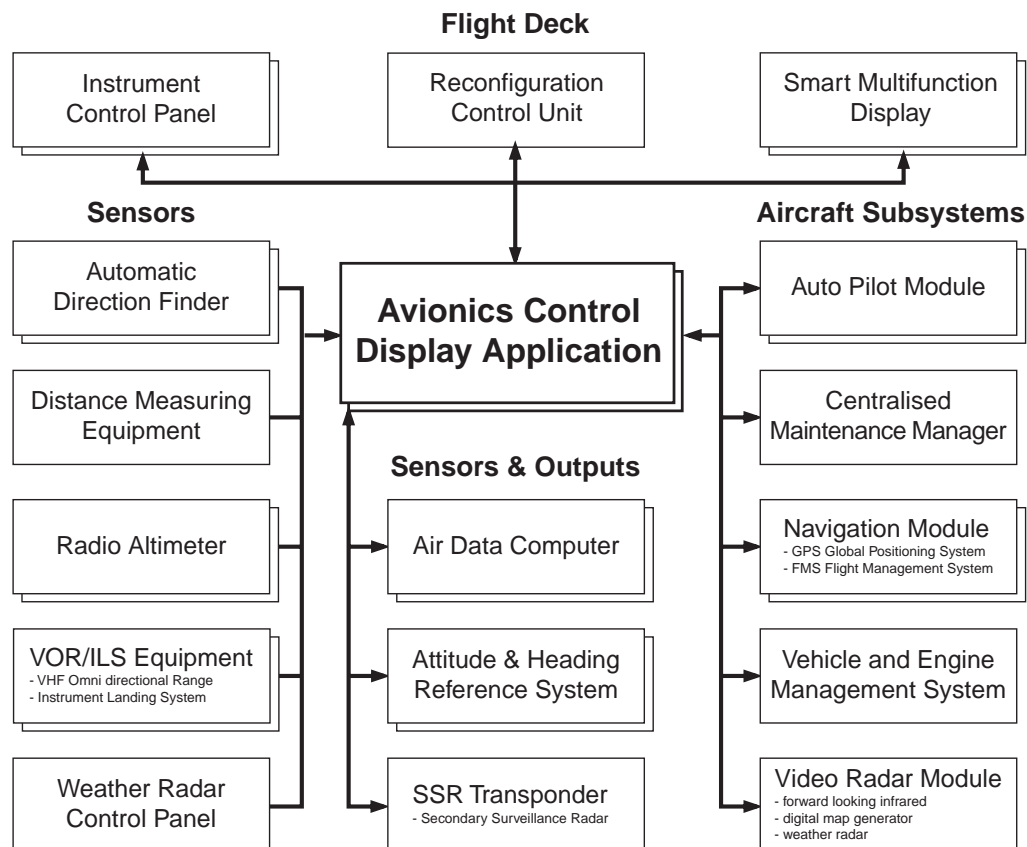 Flight Deck
Instrument
Control Panel
Reconfiguration
Control Unit
Smart Multifunction
Display
Sensors
Automatic
Direction Finder
Distance Measuring
Equipment
Radio Altimeter
VOR/ILS Equipment
- VHF Omni directional Range
- Instrument Landing System
Weather Radar
Control Panel
Avionics Control
Display Application
Sensors & Outputs
Air Data Computer
Attitude & Heading
Reference System
SSR Transponder
- Secondary Surveillance Radar
Aircraft Subsystems
Auto Pilot Module
Centralised
Maintenance Manager
Navigation Module
- GPS Global Positioning System
- FMS Flight Management System
Vehicle and Engine
Management System
Video Radar Module
- forward looking infrared
- digital map generator
- weather radar